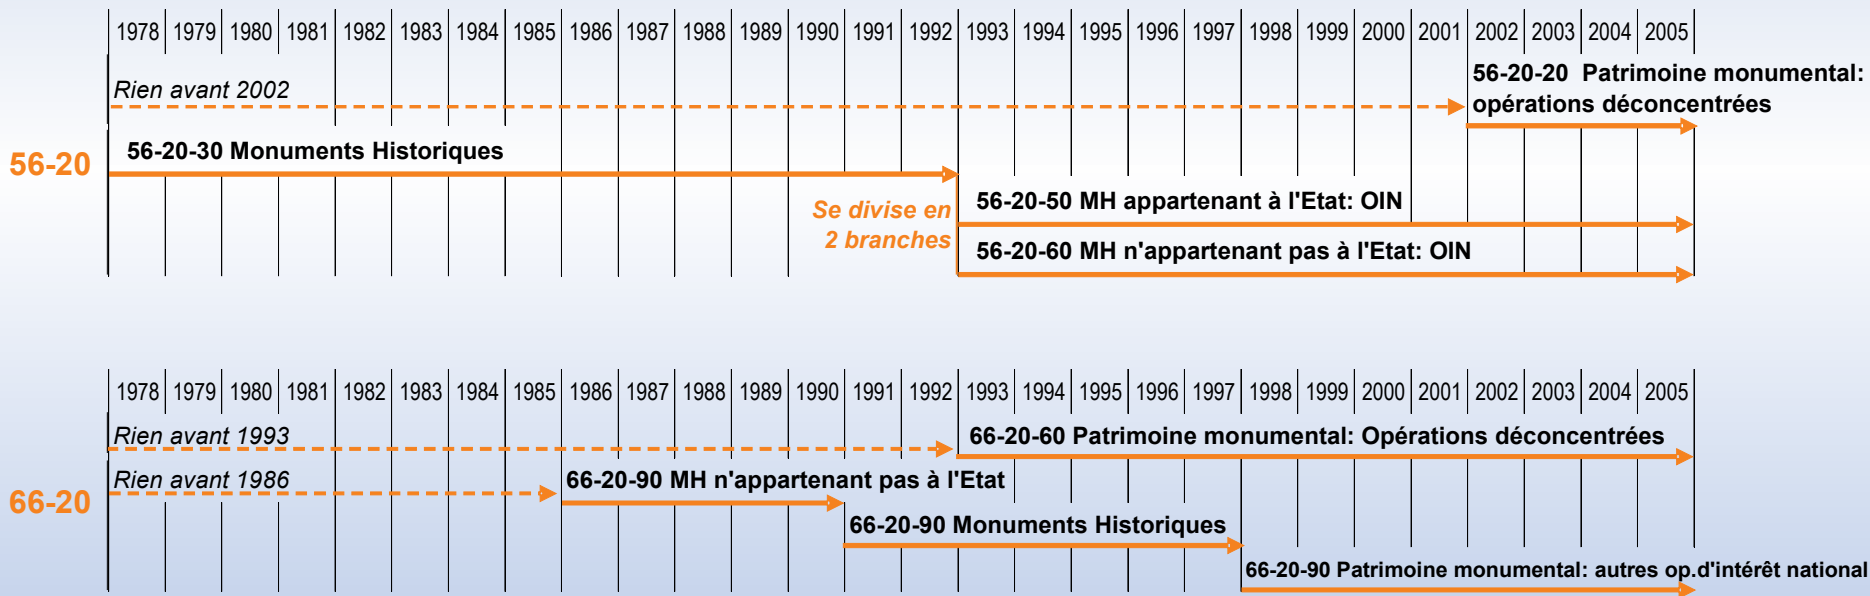 1978 1979 1980 1981 1982 1983 1984 1985 1986 1987 1988 1989 1990 1991 1992 1993 1994 1995 1996 1997 1998 1999 2000 2001 2002 2003 2004 2005
Rien avant 2002
56-20-20 Patrimoine monumental:
opérations déconcentrées
56-20
56-20-30 Monuments Historiques
Se divise en
2 branches
56-20-50 MH appartenant à l'Etat: OIN
56-20-60 MH n'appartenant pas à l'Etat: OIN
1978 1979 1980 1981 1982 1983 1984 1985 1986 1987 1988 1989 1990 1991 1992 1993 1994 1995 1996 1997 1998 1999 2000 2001 2002 2003 2004 2005
Rien avant 1993
66-20-60 Patrimoine monumental: Opérations déconcentrées
66-20
Rien avant 1986
66-20-90 MH n'appartenant pas à l'Etat
66-20-90 Monuments Historiques
66-20-90 Patrimoine monumental: autres op.d'intérêt national